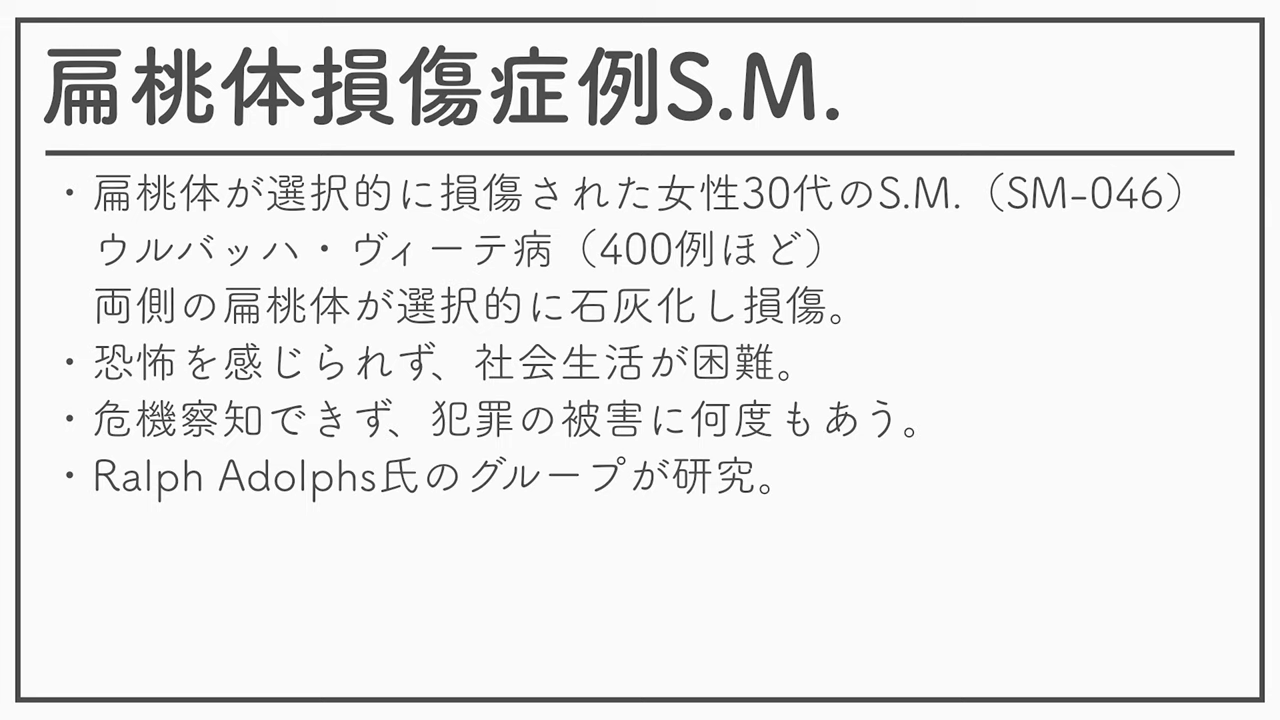 扁桃体損傷症例S.M.
・扁桃体が選択的に損傷された女性30代のS.M.（SM-046）
ウルバッハ・ヴィーテ病（400例ほど）
両側の扁桃体が選択的に石灰化し損傷。
・恐怖を感じられず、社会生活が困難。
・危機察知できず、犯罪の被害に何度もあう。
・Ralph Adolphs氏のグループが研究。